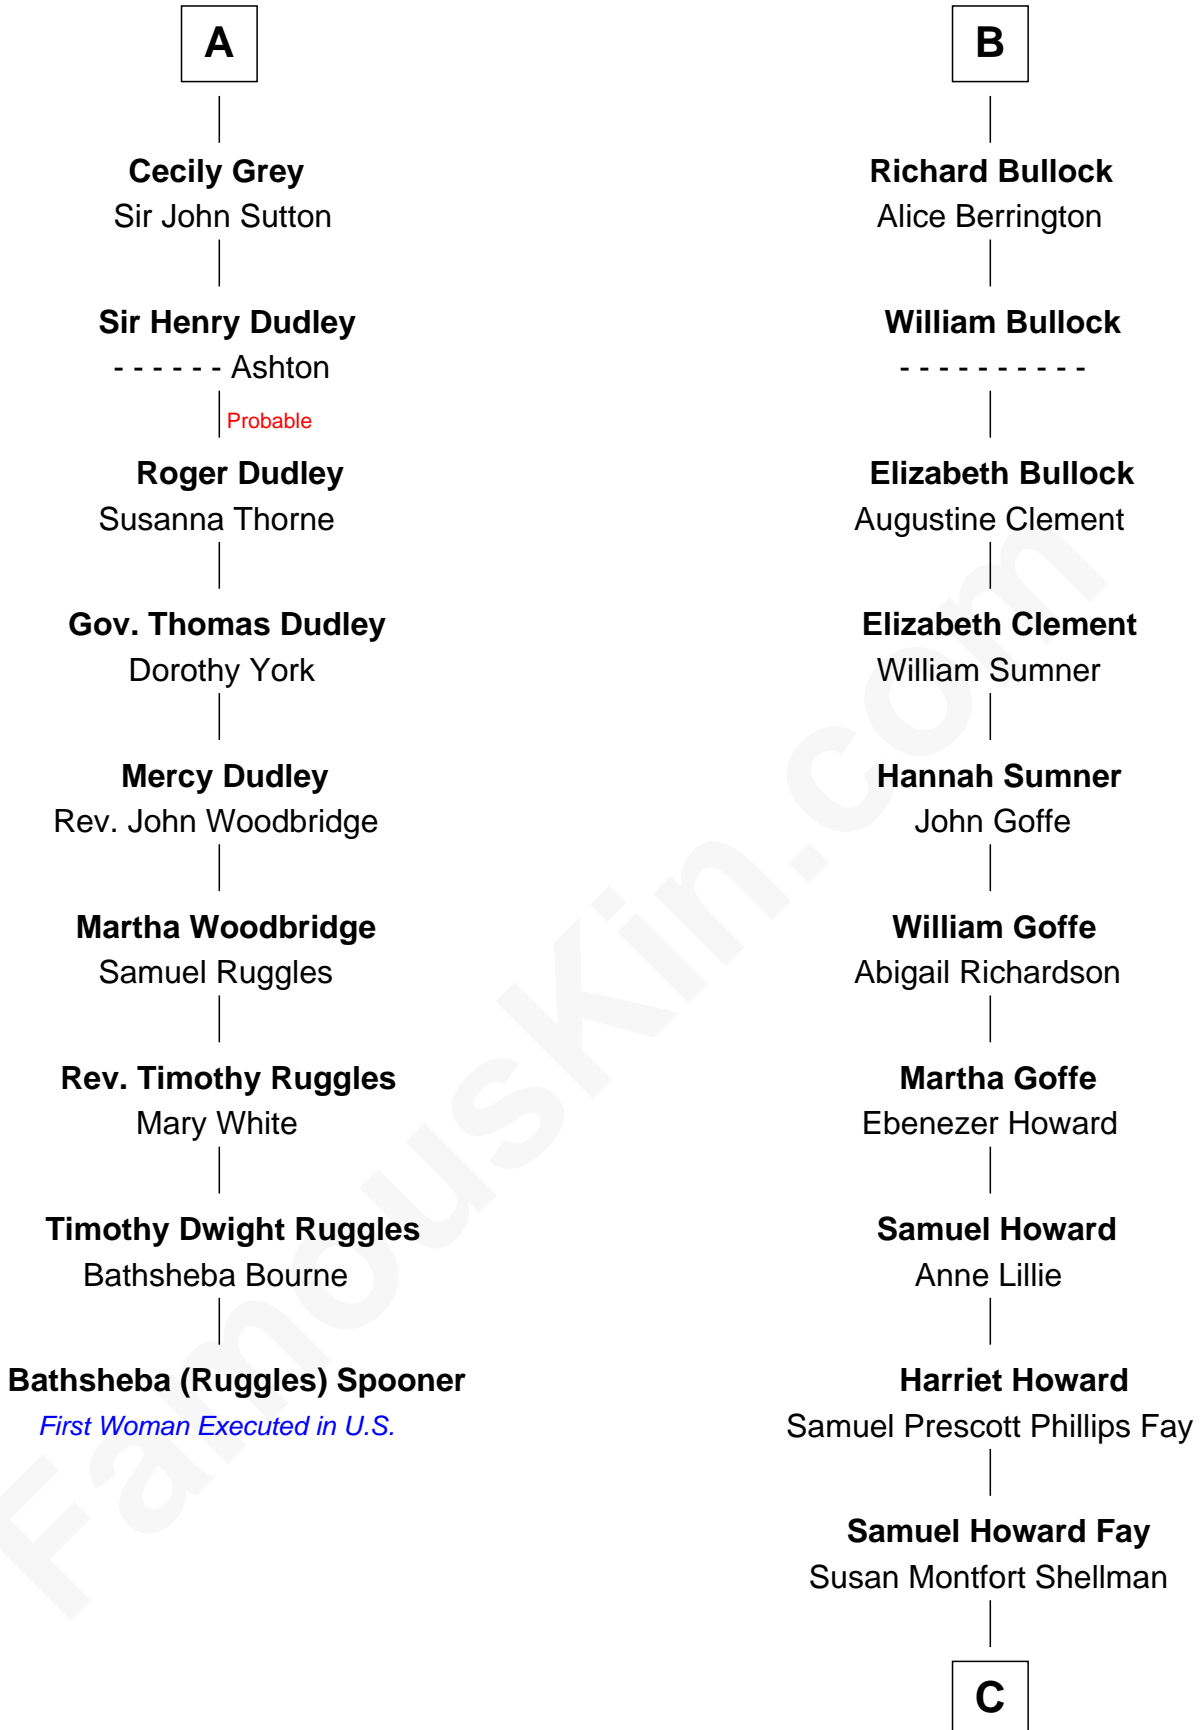 A
Cecily Grey
Sir John Sutton
Sir Henry Dudley
- - - - - - Ashton
Probable
Roger Dudley
Susanna Thorne
Gov. Thomas Dudley
Dorothy York
Mercy Dudley
Rev. John Woodbridge
Martha Woodbridge
Samuel Ruggles
Rev. Timothy Ruggles
Mary White
Timothy Dwight Ruggles
Bathsheba Bourne
Bathsheba (Ruggles) Spooner
First Woman Executed in U.S.
B
Richard Bullock
Alice Berrington
William Bullock
- - - - - - - - - -
Elizabeth Bullock
Augustine Clement
Elizabeth Clement
William Sumner
Hannah Sumner
John Goffe
William Goffe
Abigail Richardson
Martha Goffe
Ebenezer Howard
Samuel Howard
Anne Lillie
Harriet Howard
Samuel Prescott Phillips Fay
Samuel Howard Fay
Susan Montfort Shellman
C
FamousKin.com